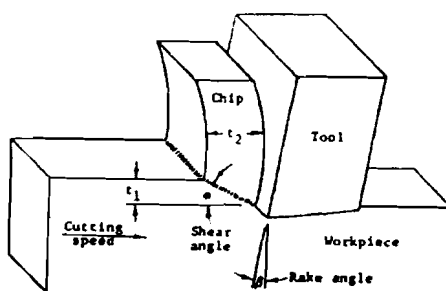 Chip
t2
Tool
t1
Cutting
speed
Shear
angle
Workpiece
β
Rake angle